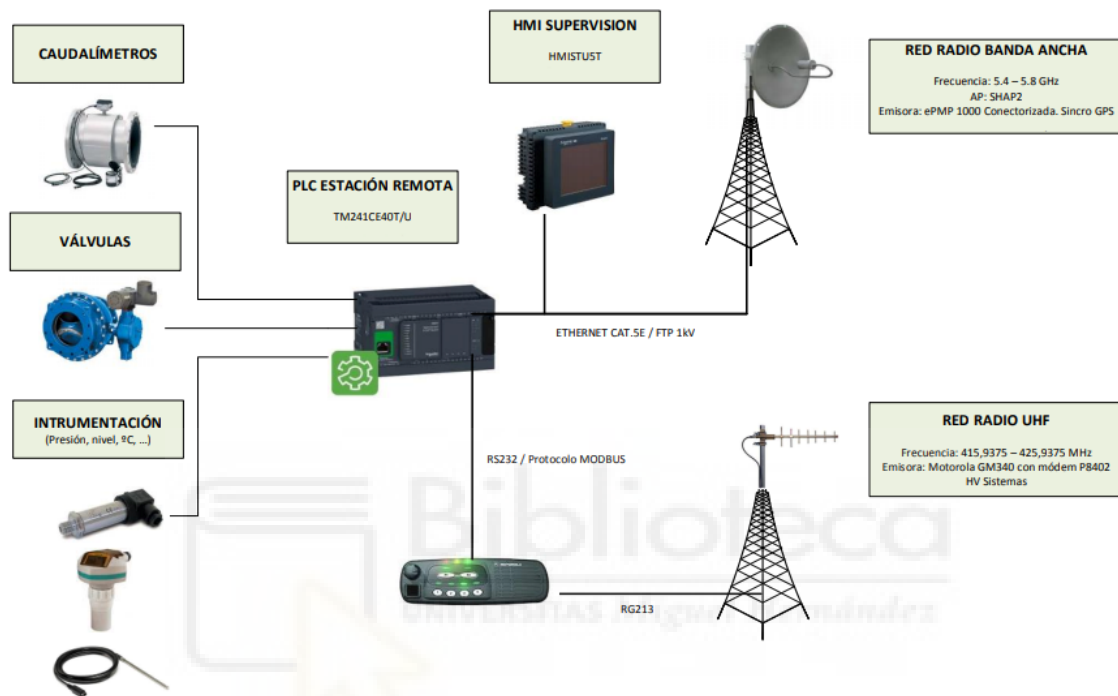 CAUDALÍMETROS
HMI SUPERVISION
HMISTU5T
RED RADIO BANDA ANCHA
Frecuencia: 5.4 – 5.8 GHz
AP: SHAP2
Emisora: ePMP 1000 Conectorizada. Sincro GPS
PLC ESTACIÓN REMOTA
TM241CE40T/U
VÁLVULAS
ETHERNET CAT.5E / FTP 1kV
INTRUMENTACIÓN
(Presión, nivel, ºC, ...)
RED RADIO UHF
Frecuencia: 415,9375 – 425,9375 MHz
Emisora: Motorola GM340 con módem P8402
HV Sistemas
RS232 / Protocolo MODBUS
RG213
Biblioteca
UNIVERSITAS Miguel Hernández